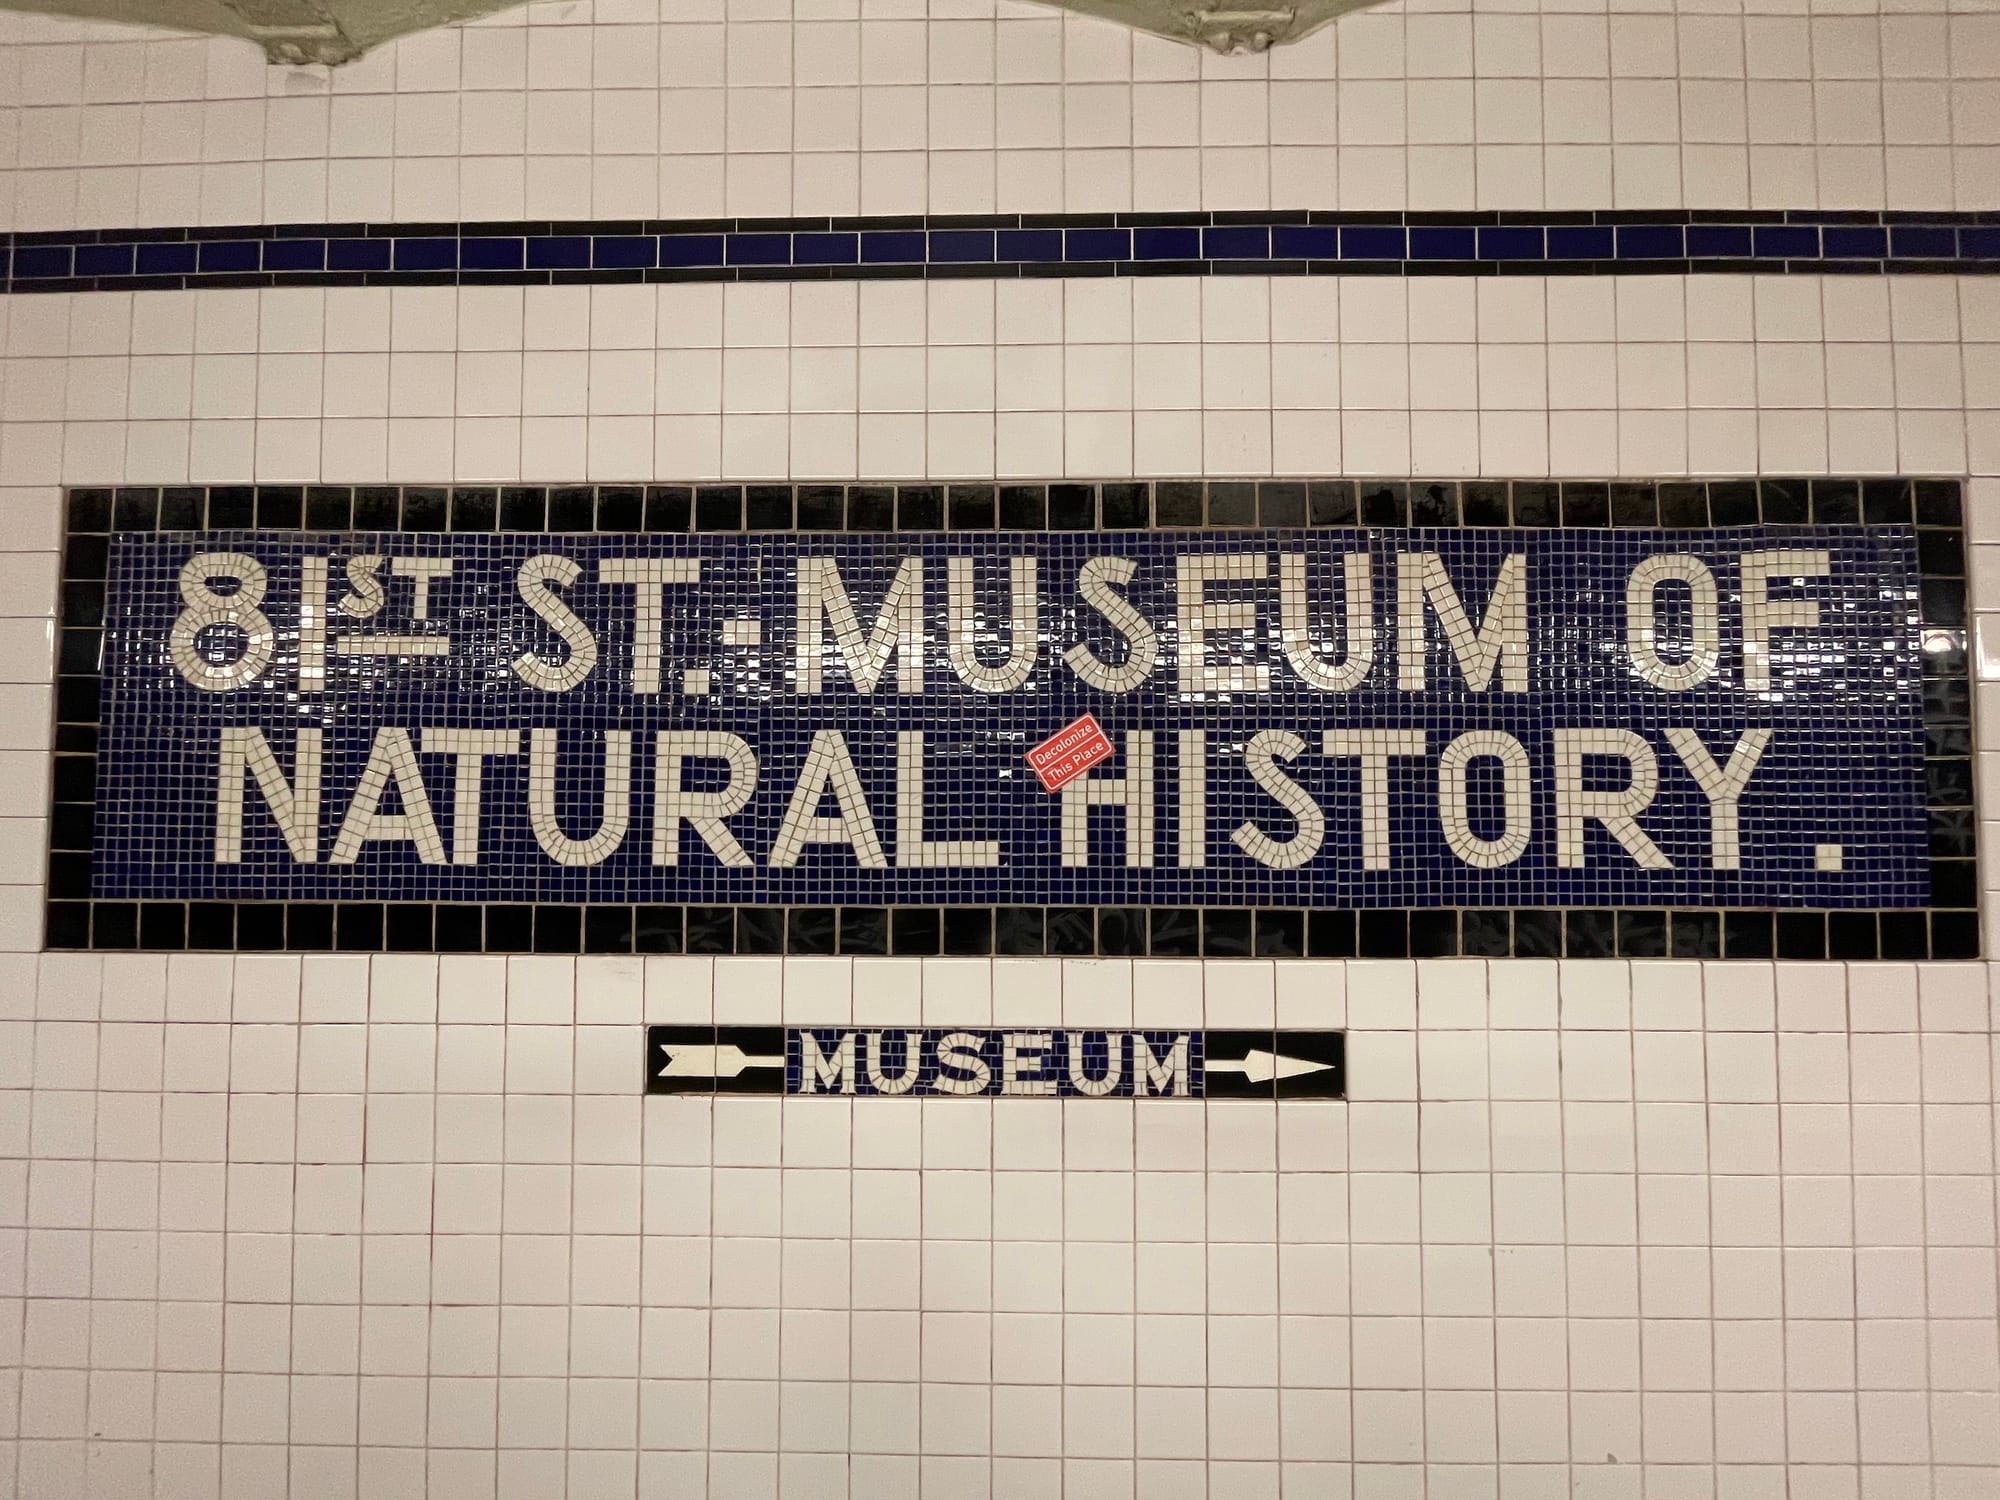 81ST ST.-MUSEUM OF
NATURAL HISTORY.
Decolonize
This Place
MUSEUM